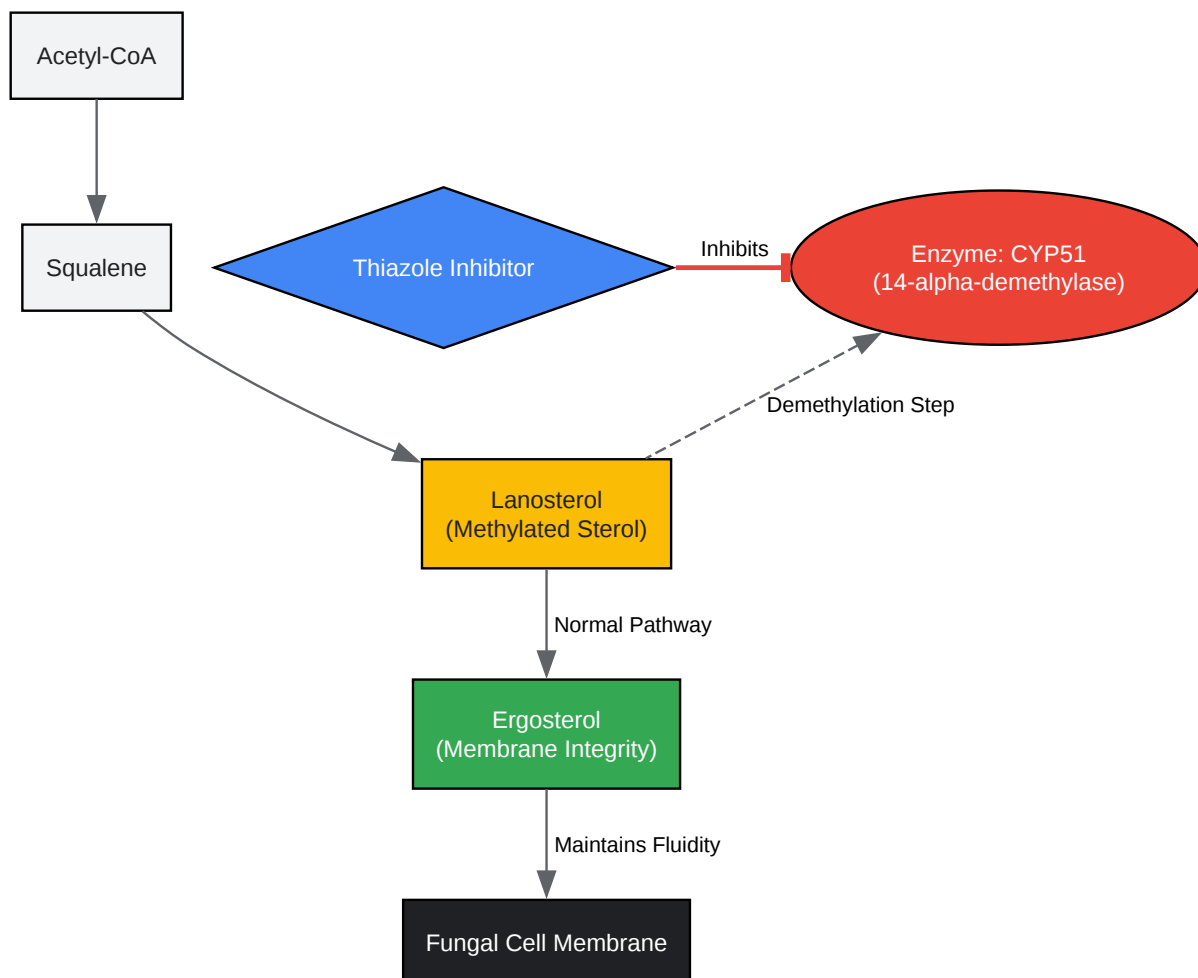 Acetyl-CoA
Squalene
Thiazole Inhibitor
Inhibits
Enzyme: CYP51
(14-alpha-demethylase)
Demethylation Step
Lanosterol
(Methylated Sterol)
Normal Pathway
Ergosterol
(Membrane Integrity)
Maintains Fluidity
Fungal Cell Membrane